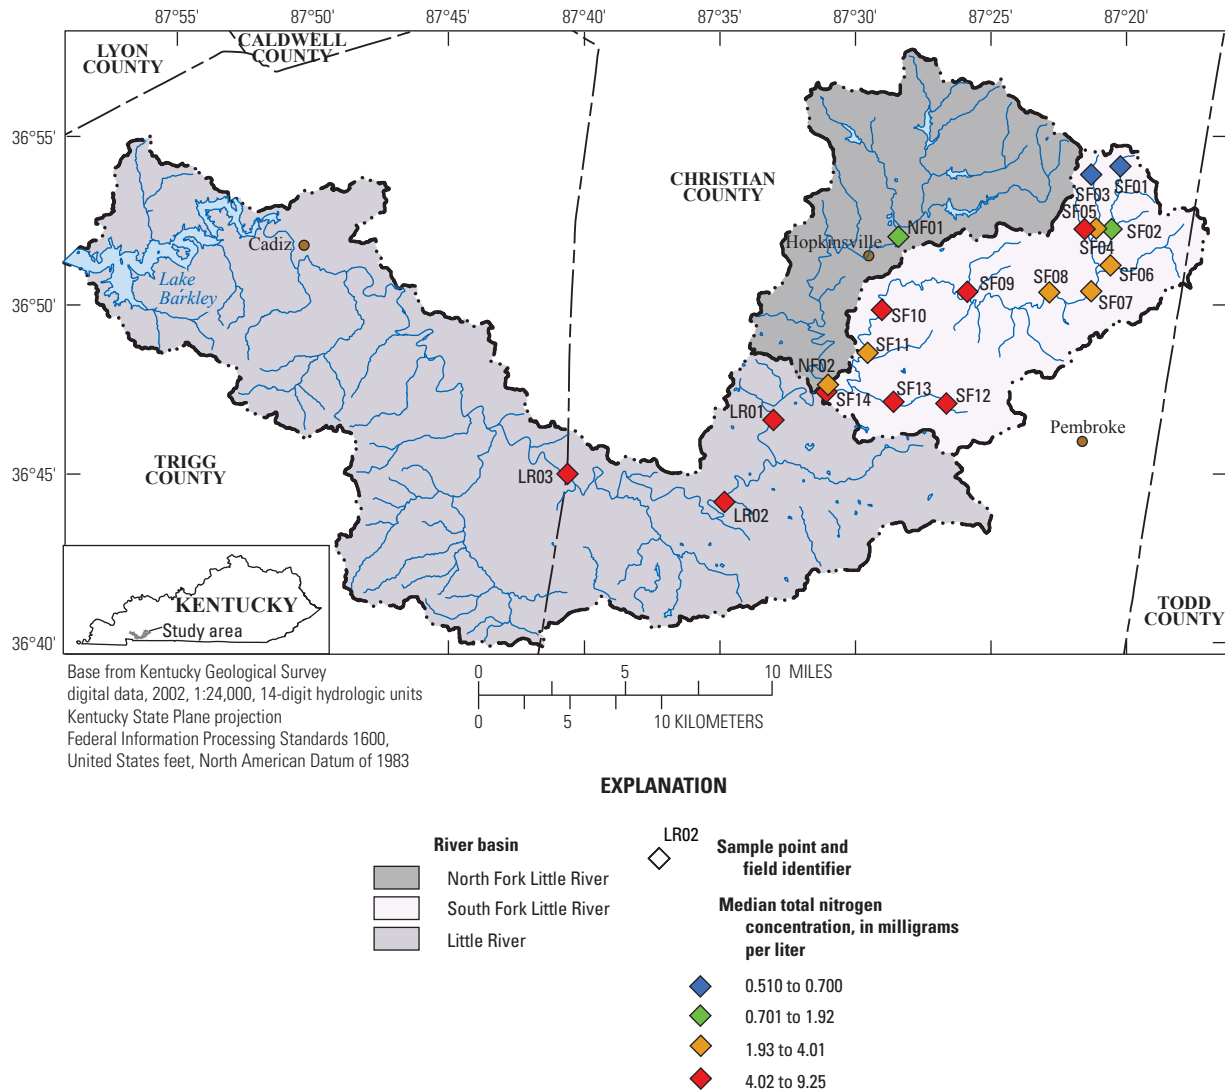 87°55' 87°50' 87°45' 87°40' 87°35' 87°30' 87°25' 87°20'
LYON
COUNTY
CALDWELL
COUNTY
36°55'
CHRISTIAN
COUNTY
SF03
SF01
SF05
SF02
SF04
NF01
Hopkinsville
Cadiz
Lake
Barkley
SF06
36°50'
SF09
SF08
SF07
SF10
SF11
NF02
SF14
SF13
SF12
LR01
Pembroke
36°45'
TRIGG
COUNTY
LR03
LR02
KENTUCKY
Study area
TODD
COUNTY
36°40'
Base from Kentucky Geological Survey
digital data, 2002, 1:24,000, 14-digit hydrologic units
Kentucky State Plane projection
Federal Information Processing Standards 1600,
United States feet, North American Datum of 1983
0 5 10 MILES
0 5 10 KILOMETERS
EXPLANATION
River basin
North Fork Little River
South Fork Little River
Little River
LR02
Sample point and
field identifier
Median total nitrogen
concentration, in milligrams
per liter
0.510 to 0.700
0.701 to 1.92
1.93 to 4.01
4.02 to 9.25